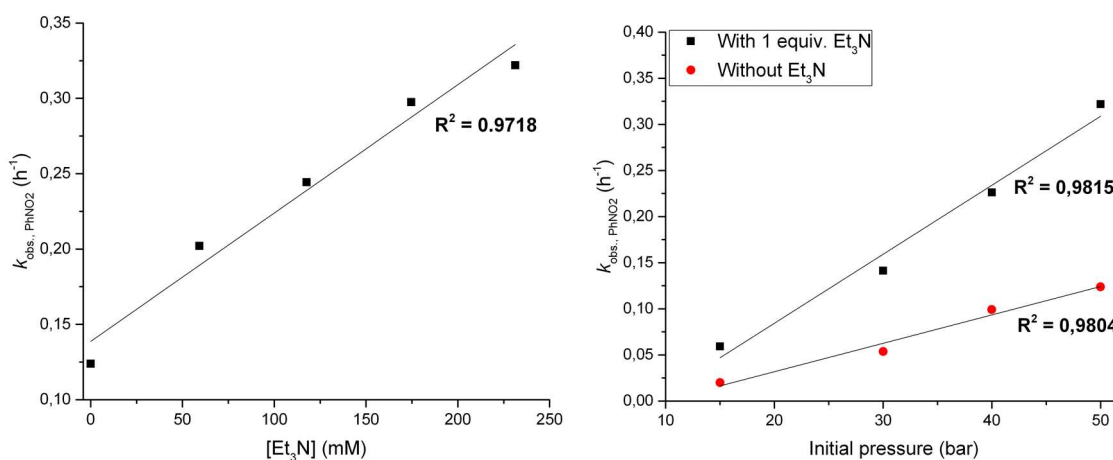 0,35
0,30
0,25
0,20
0,15
0,10
k obs., PhNO2 (h⁻¹)
R² = 0.9718
0 50 100 150 200 250
[Et₃N] (mM)
With 1 equiv. Et₃N
Without Et₃N
0,40
0,35
0,30
0,25
0,20
0,15
0,10
0,05
0,00
k obs., PhNO2 (h⁻¹)
R² = 0,9815
R² = 0,9804
20 30 40 50
Initial pressure (bar)